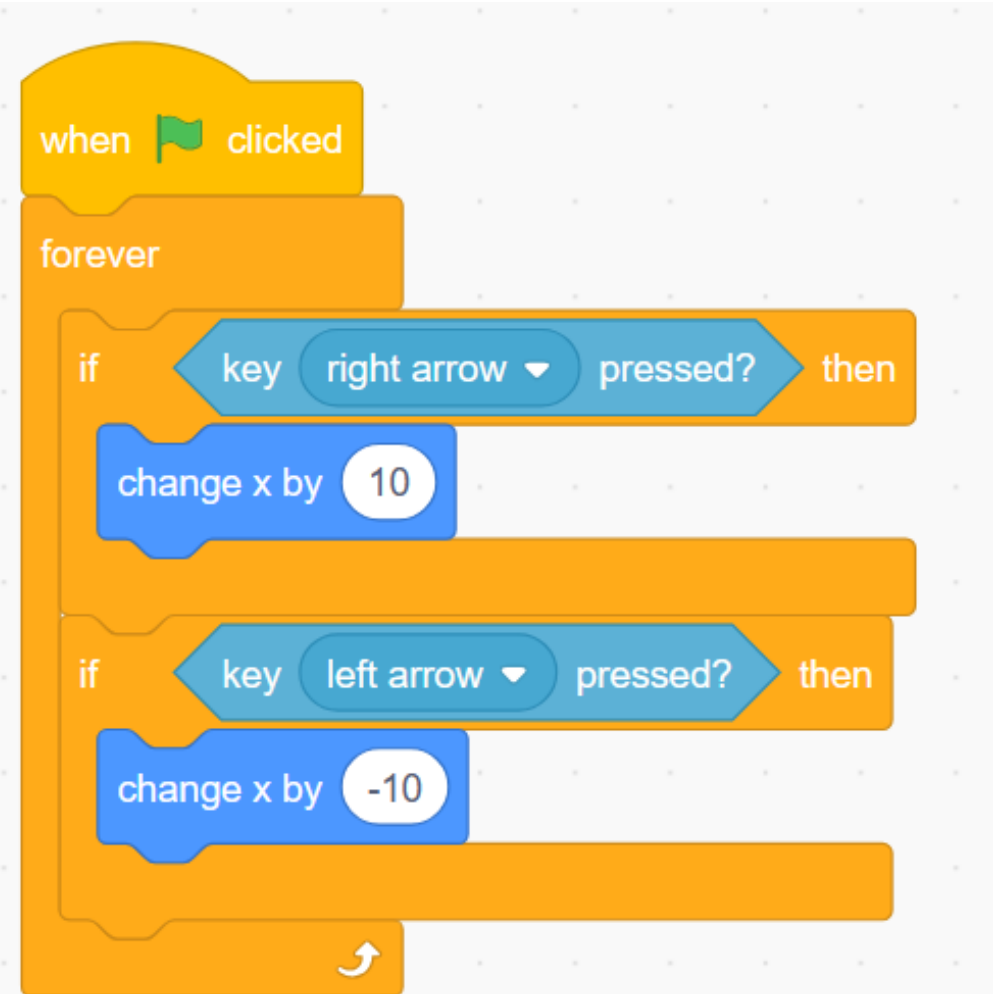 when clicked
forever
if key right arrow pressed? then
change x by 10
if key left arrow pressed? then
change x by -10